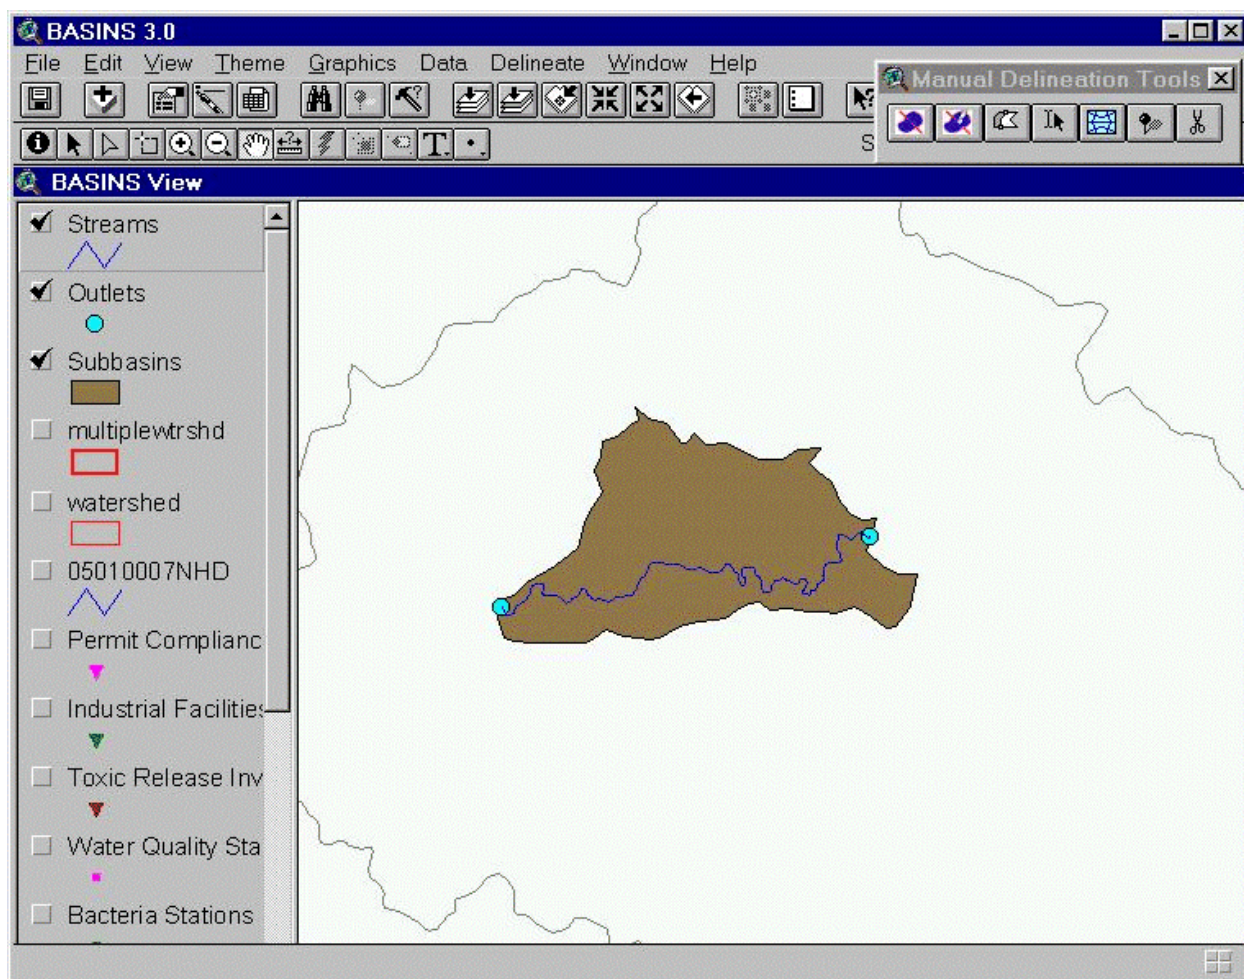 BASINS 3.0
File Edit View Theme Graphics Data Delineate Window Help
Manual Delineation Tools
S
BASINS View
Streams
Outlets
Subbasins
multiplewtrshd
watershed
05010007NHD
Permit Complianc
Industrial Facilities
Toxic Release Inv
Water Quality Sta
Bacteria Stations